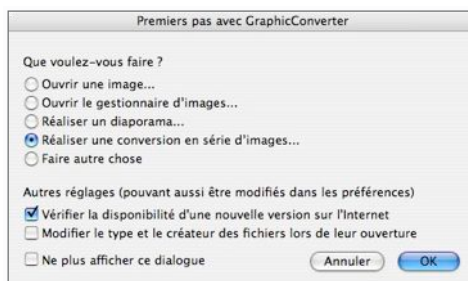 Premiers pas avec GraphicConverter
Que voulez-vous faire ?
Ouvrir une image...
Ouvrir le gestionnaire d'images...
Réaliser un diaporama...
Réaliser une conversion en série d'images...
Faire autre chose
Autres réglages (pouvant aussi être modifiés dans les préférences)
Vérifier la disponibilité d'une nouvelle version sur l'Internet
Modifier le type et le créateur des fichiers lors de leur ouverture
Ne plus afficher ce dialogue
Annuler
OK